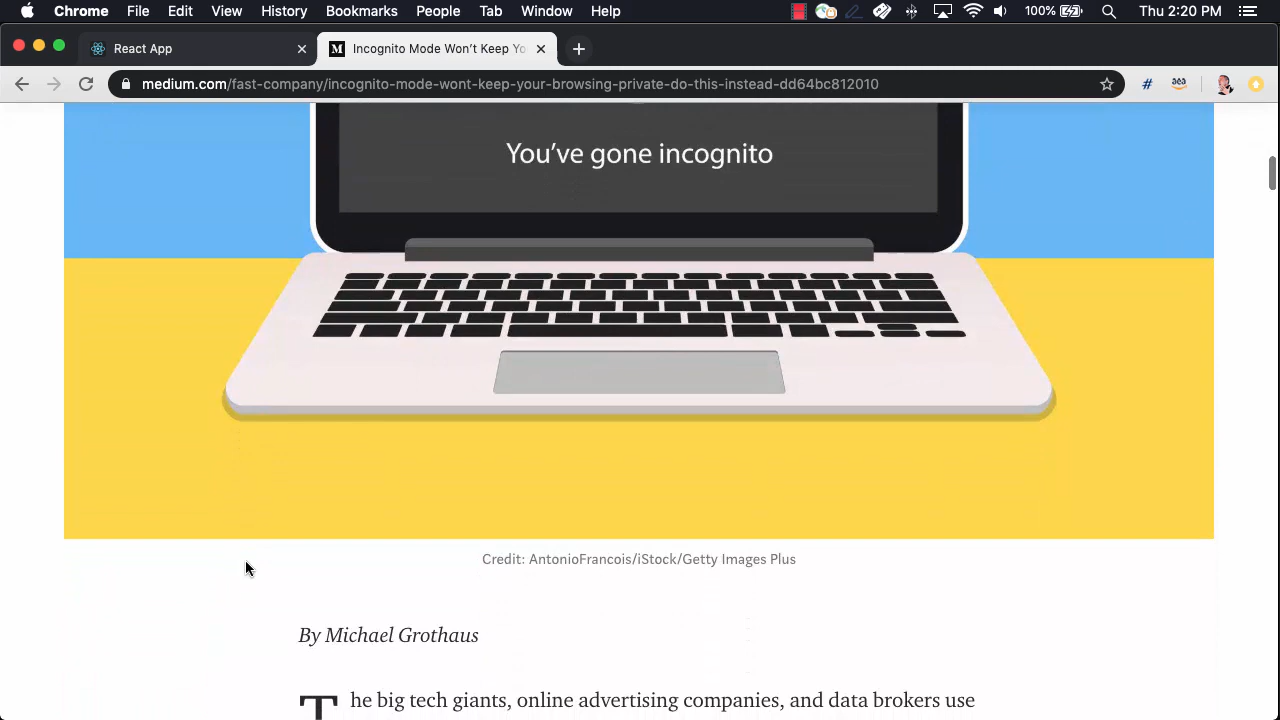 Chrome File Edit View History Bookmarks People Tab Window Help 100% Thu 2:20 PM
React App
M Incognito Mode Won't Keep Yo
medium.com/fast-company/incognito-mode-wont-keep-your-browsing-private-do-this-instead-dd64bc812010
# aea
You've gone incognito
Credit: AntonioFrancois/iStock/Getty Images Plus
By Michael Grothaus
The big tech giants, online advertising companies, and data brokers use